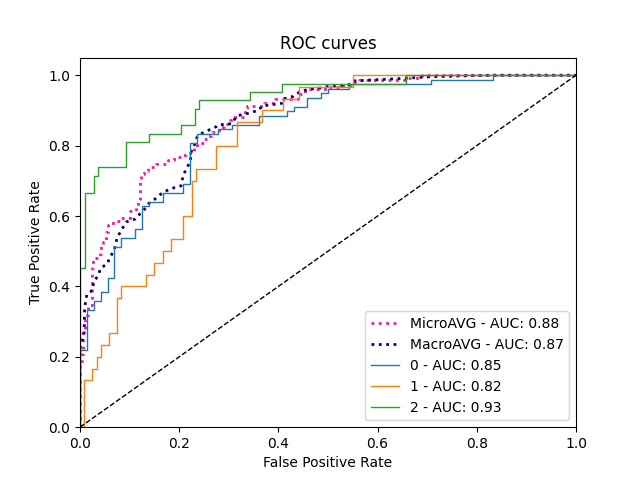 ROC curves
True Positive Rate
1.0
0.8
0.6
0.4
0.2
0.0
0.0 0.2 0.4 0.6 0.8 1.0
False Positive Rate
MicroAVG - AUC: 0.88
MacroAVG - AUC: 0.87
0 - AUC: 0.85
1 - AUC: 0.82
2 - AUC: 0.93